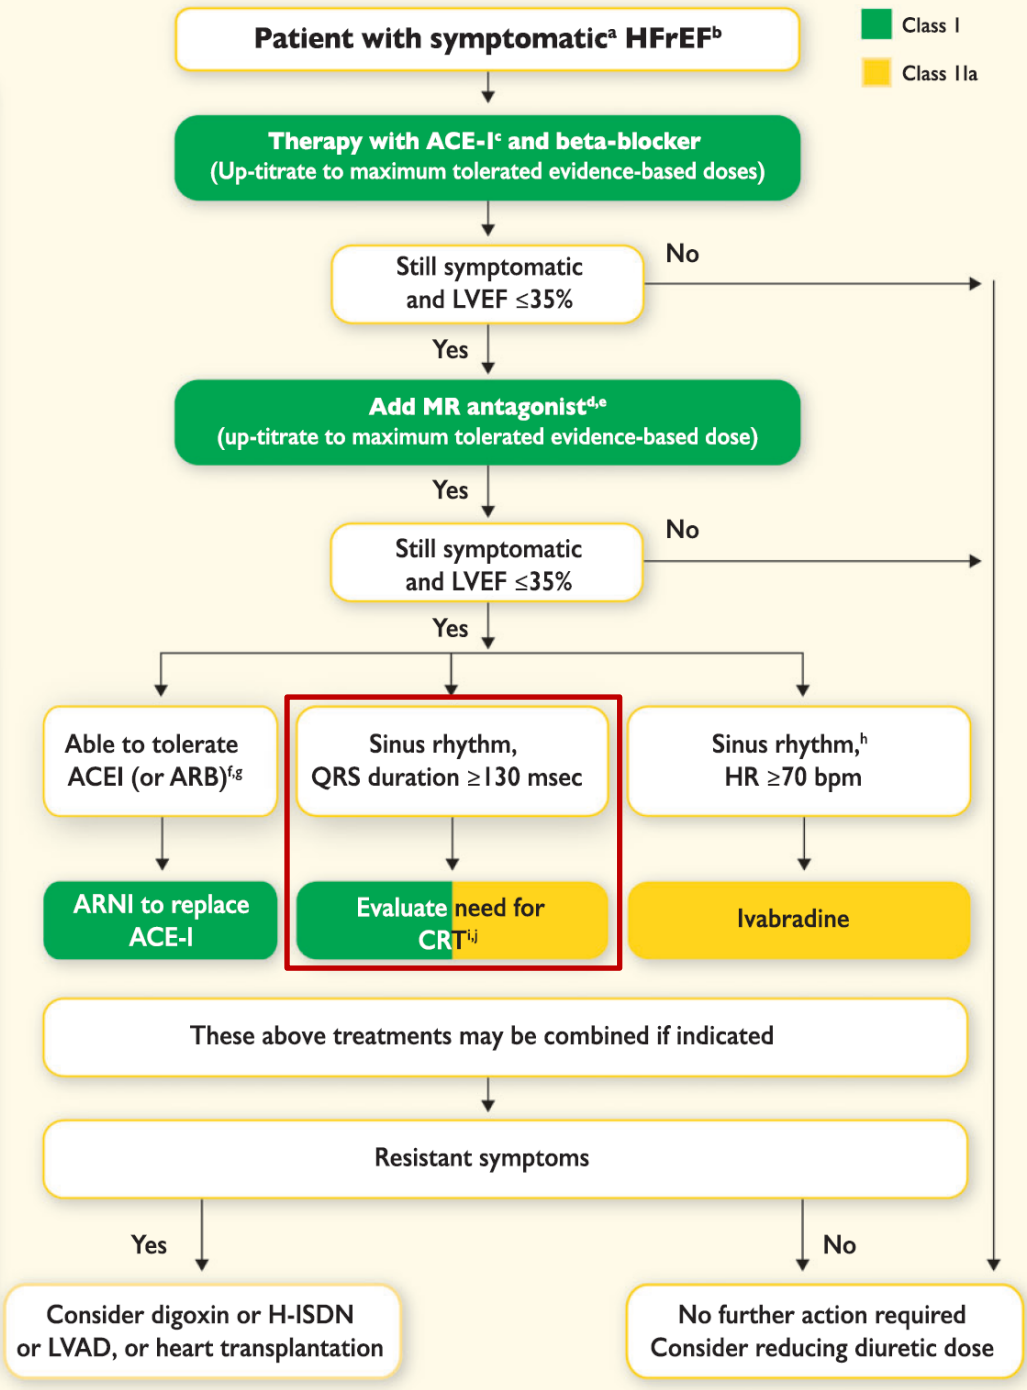 Patient with symptomaticᵃ HFrEFᵇ
Class I
Class IIa
Therapy with ACE-Iᶜ and beta-blocker
(Up-titrate to maximum tolerated evidence-based doses)
Still symptomatic
and LVEF ≤35%
No
Yes
Add MR antagonistᵈ,ᵉ
(up-titrate to maximum tolerated evidence-based dose)
Yes
Still symptomatic
and LVEF ≤35%
No
Yes
Able to tolerate
ACEI (or ARB)ᶠ,ᵍ
Sinus rhythm,
QRS duration ≥130 msec
Sinus rhythm,ʰ
HR ≥70 bpm
ARNI to replace
ACE-I
Evaluate need for
CRTⁱ,ʲ
Ivabradine
These above treatments may be combined if indicated
Resistant symptoms
Yes
No
Consider digoxin or H-ISDN
or LVAD, or heart transplantation
No further action required
Consider reducing diuretic dose